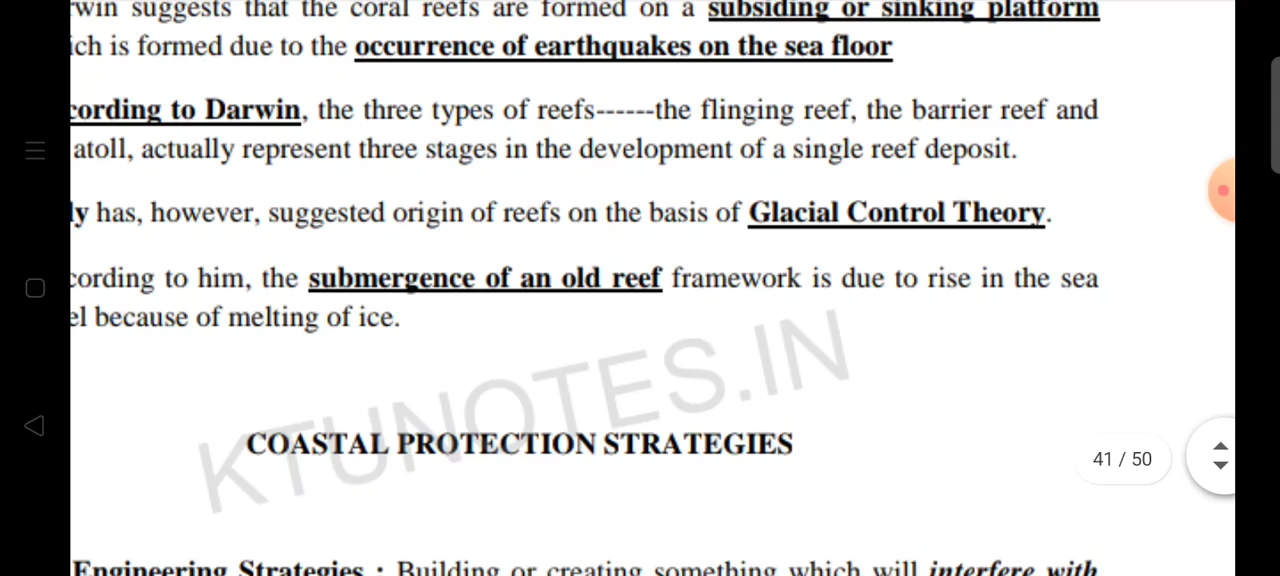 rwin suggests that the coral reefs are formed on a subsiding or sinking platform
ich is formed due to the occurrence of earthquakes on the sea floor
cording to Darwin, the three types of reefs------the flinging reef, the barrier reef and
atoll, actually represent three stages in the development of a single reef deposit.
ly has, however, suggested origin of reefs on the basis of Glacial Control Theory.
cording to him, the submergence of an old reef framework is due to rise in the sea
el because of melting of ice.
KTUNOTES.IN
COASTAL PROTECTION STRATEGIES
41 / 50
Engineering Strategies : Building or creating something which will interfere with